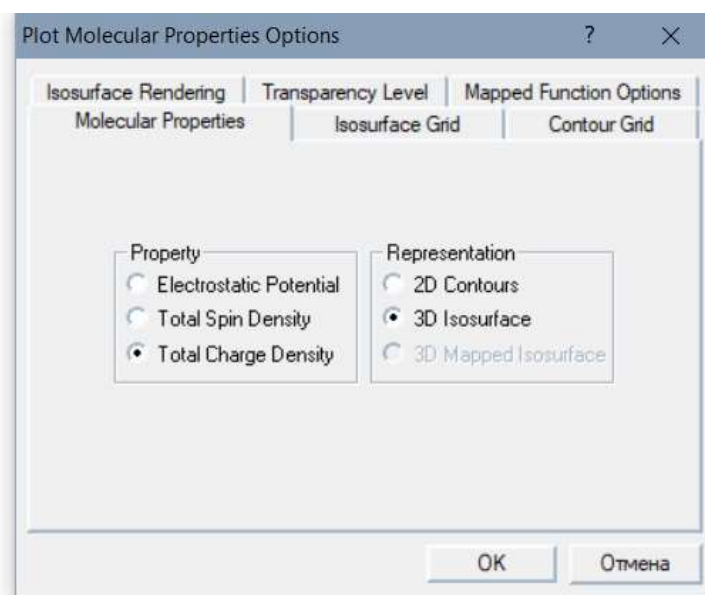 Plot Molecular Properties Options ?
Isosurface Rendering Transparency Level Mapped Function Options
Molecular Properties Isosurface Grid Contour Grid
Property
Electrostatic Potential
Total Spin Density
Total Charge Density
Representation
2D Contours
3D Isosurface
3D Mapped Isosurface
OK Отмена